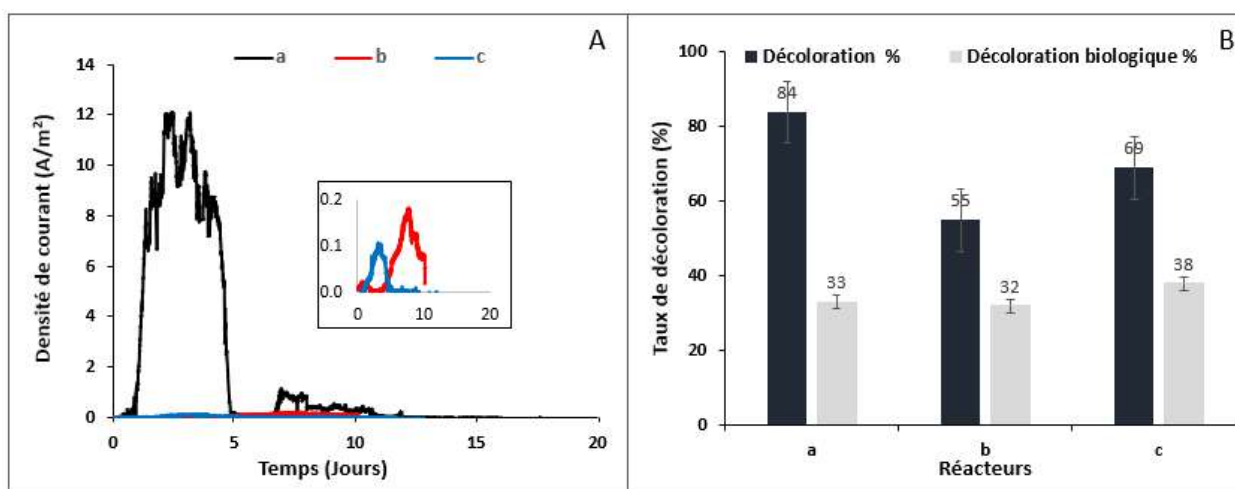 A
a b c
Densité de courant (A/m²)
14
12
10
8
6
4
2
0
0.2
0.1
0.0
0 10 20
0 5 10 15 20
Temps (Jours)
B
Décoloration % Décoloration biologique %
Taux de décoloration (%)
100
80
60
40
20
0
84
33
55
32
69
38
a b c
Réacteurs